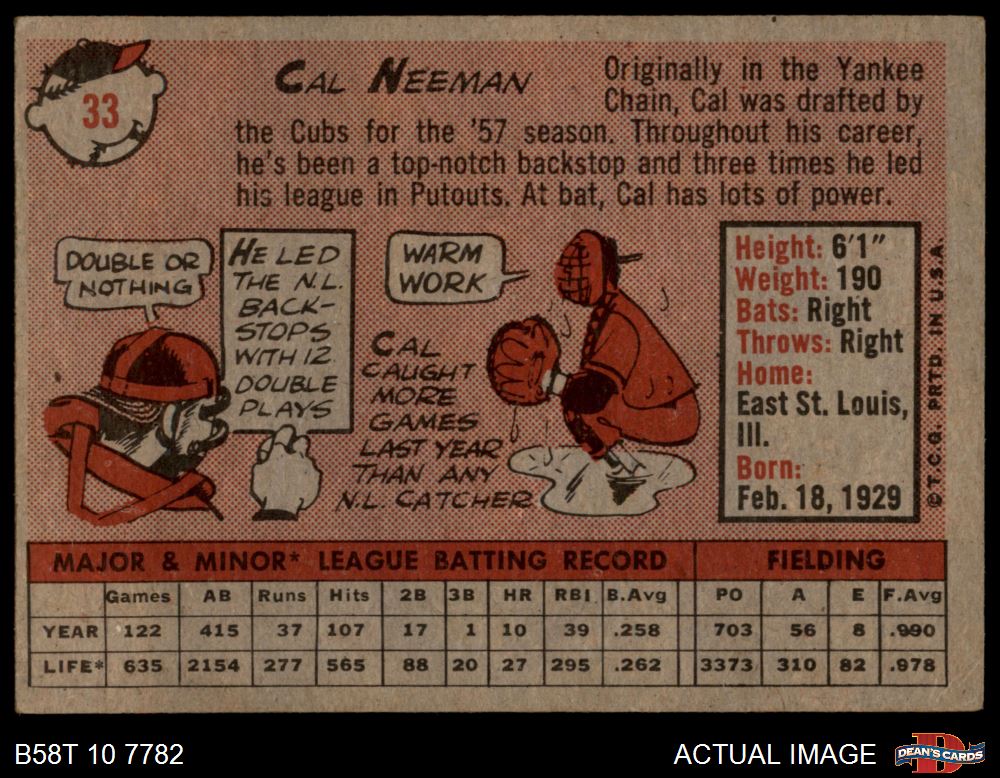 33
CAL NEEMAN
Originally in the Yankee
Chain, Cal was drafted by
the Cubs for the '57 season. Throughout his career,
he's been a top-notch backstop and three times he led
his league in Putouts. At bat, Cal has lots of power.
DOUBLE OR
NOTHING
HE LED
THE N.L.
BACK-
STOPS
WITH 12
DOUBLE
PLAYS
WARM
WORK
CAL
CAUGHT
MORE
GAMES
LAST YEAR
THAN ANY
N.L. CATCHER
Height: 6'1"
Weight: 190
Bats: Right
Throws: Right
Home:
East St. Louis,
Ill.
Born:
Feb. 18, 1929
©T.C.G. PRTD. IN U.S.A.
MAJOR & MINOR* LEAGUE BATTING RECORD FIELDING
Games AB Runs Hits 2B 3B HR RBI B.Avg PO A E F.Avg
YEAR 122 415 37 107 17 1 10 39 .258 703 56 8 .990
LIFE* 635 2154 277 565 88 20 27 295 .262 3373 310 82 .978
B58T 10 7782 ACTUAL IMAGE D DEAN'S CARDS